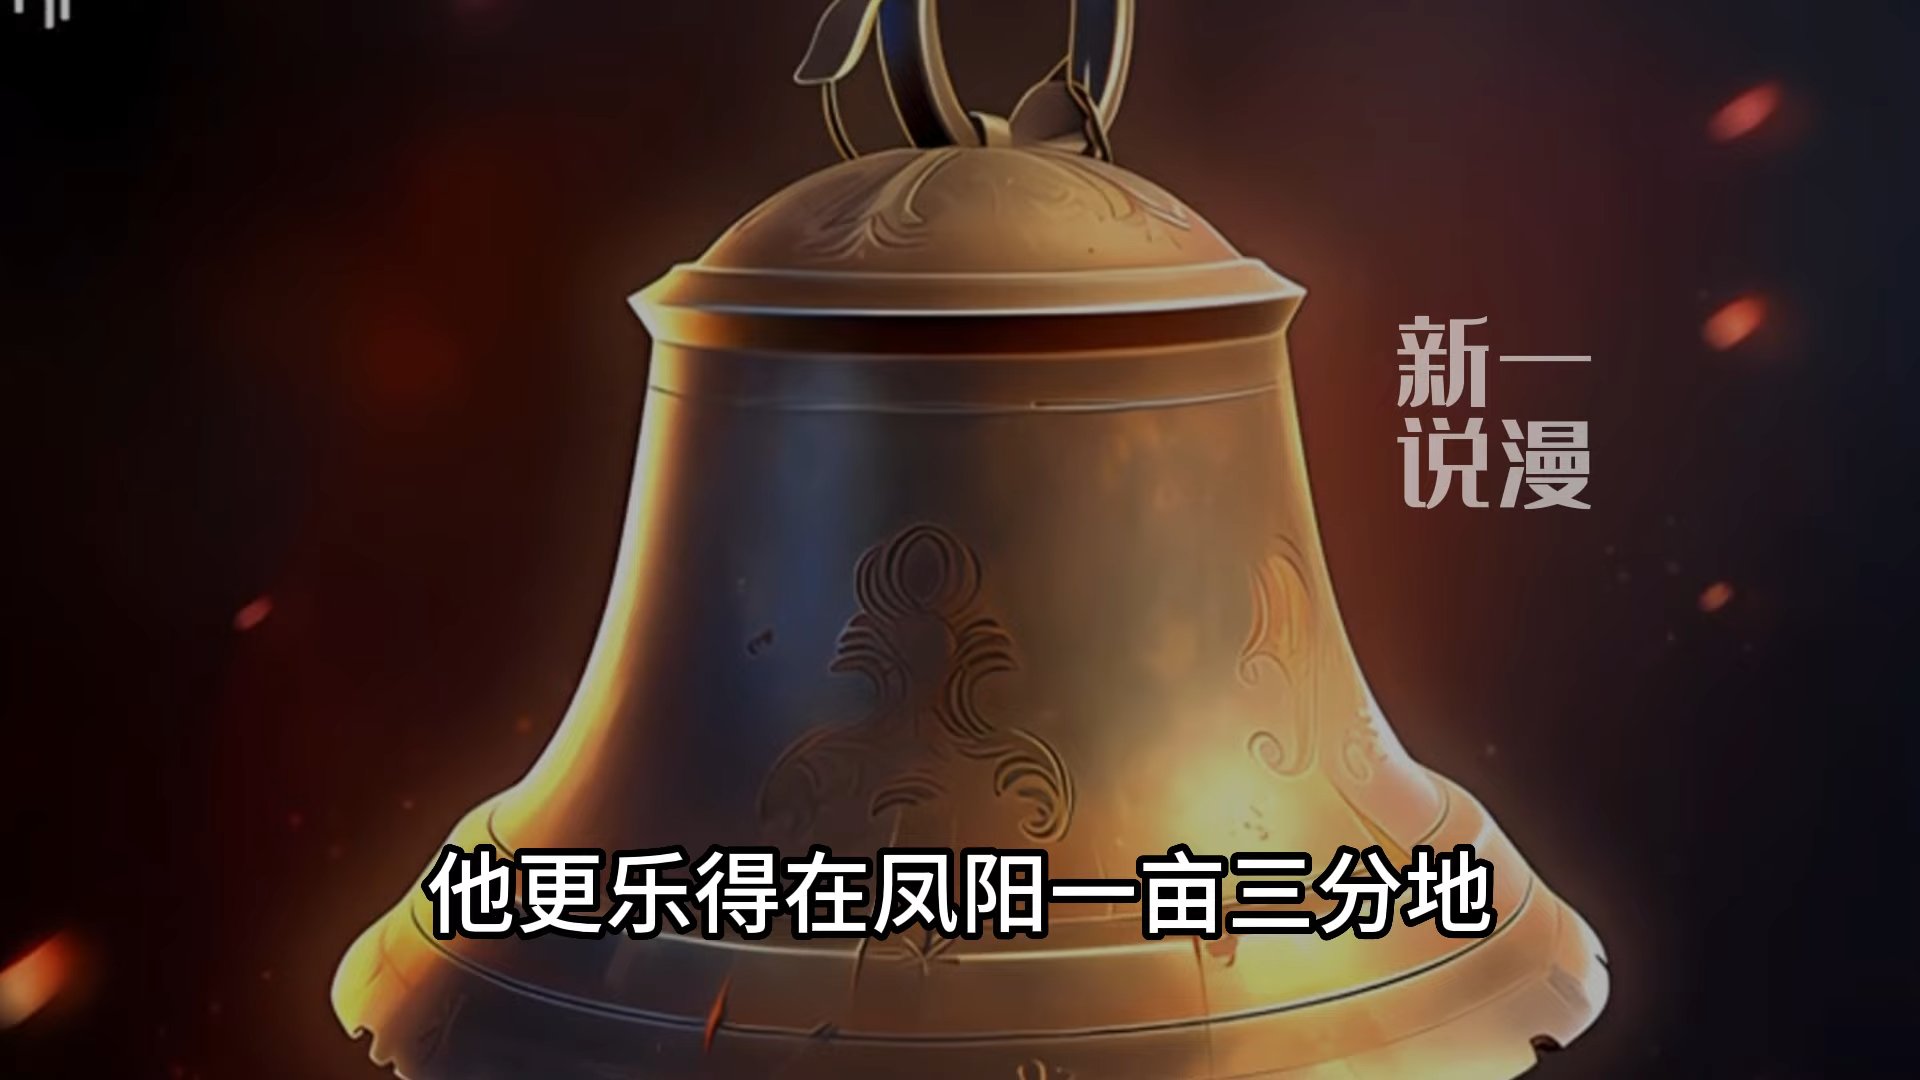 新一
说漫
他更乐得在凤阳一亩三分地